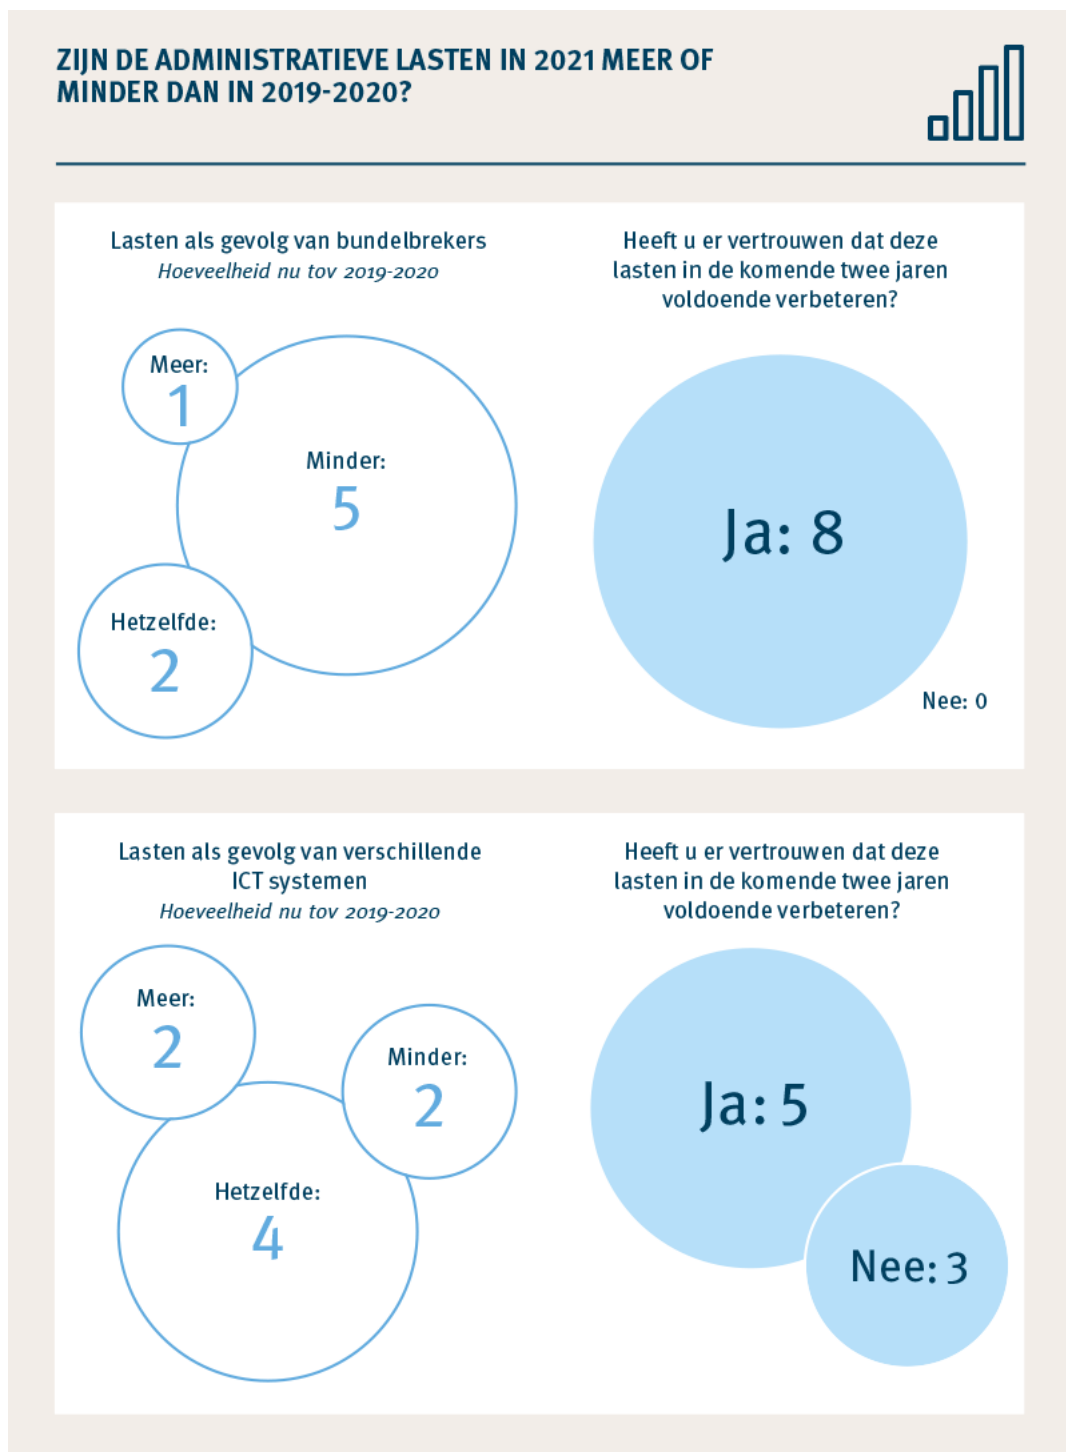 ZIJN DE ADMINISTRATIEVE LASTEN IN 2021 MEER OF
MINDER DAN IN 2019-2020?
Lasten als gevolg van bundelbrekers
Hoeveelheid nu tov 2019-2020
Meer:
1
Minder:
5
Hetzelfde:
2
Heeft u er vertrouwen dat deze
lasten in de komende twee jaren
voldoende verbeteren?
Ja: 8
Nee: 0
Lasten als gevolg van verschillende
ICT systemen
Hoeveelheid nu tov 2019-2020
Meer:
2
Minder:
2
Hetzelfde:
4
Heeft u er vertrouwen dat deze
lasten in de komende twee jaren
voldoende verbeteren?
Ja: 5
Nee: 3